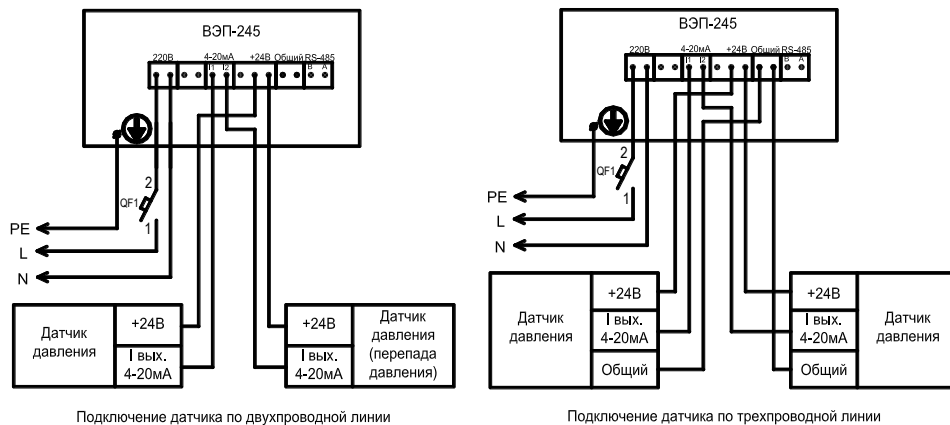 ВЭП-245
220В 4-20мА +24В Общий RS-485
I1 I2 B A
2
QF1
1
PE
L
N
Датчик давления
+24В
I вых. 4-20мА
+24В
I вых. 4-20мА
Датчик давления (перепада давления)
Подключение датчика по двухпроводной линии
ВЭП-245
220В 4-20мА +24В Общий RS-485
I1 I2 B A
2
QF1
1
PE
L
N
Датчик давления
+24В
I вых. 4-20мА
Общий
+24В
I вых. 4-20мА
Общий
Датчик давления
Подключение датчика по трехпроводной линии